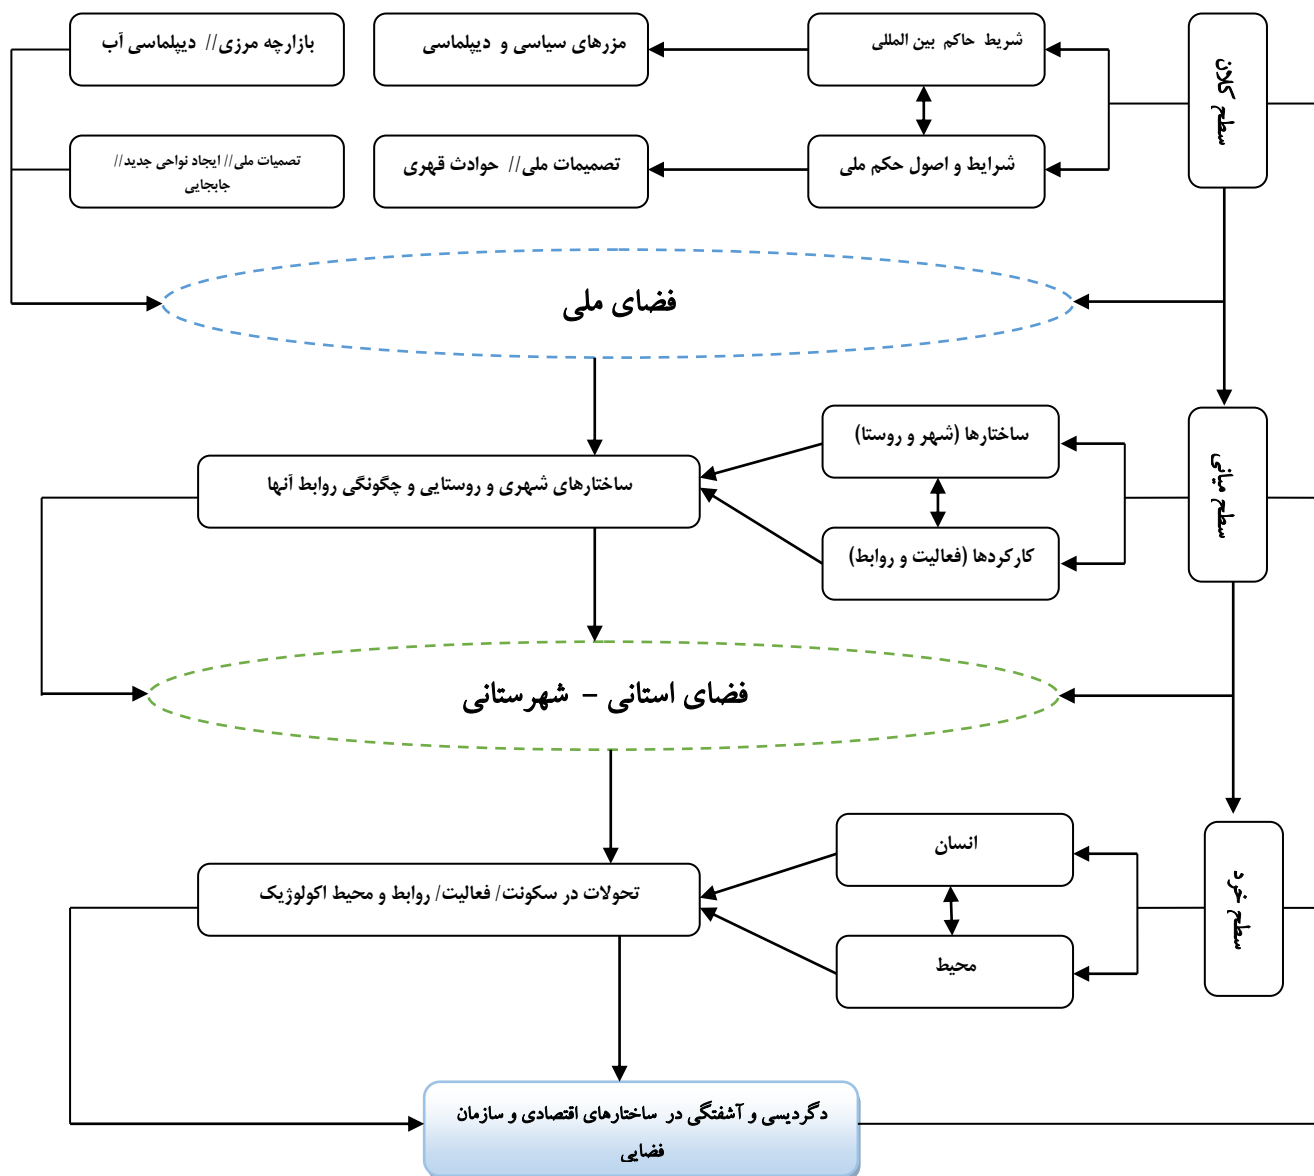 سطح کلان
شریط حاکم بین المللی
مزرهای سیاسی و دیپلماسی
بازارچه مرزی// دیپلماسی آب
شرایط و اصول حکم ملی
تصمیمات ملی// حوادث قهری
تصمیات ملی// ایجاد نواحی جدید//
جابجایی
فضای ملی
سطح میانی
ساختارها (شهر و روستا)
ساختارهای شهری و روستایی و چگونگی روابط آنها
کارکردها (فعالیت و روابط)
فضای استانی - شهرستانی
سطح خرد
انسان
تحولات در سکونت/ فعالیت/ روابط و محیط اکولوژیک
محیط
دگردیسی و آشفتگی در ساختارهای اقتصادی و سازمان
فضایی